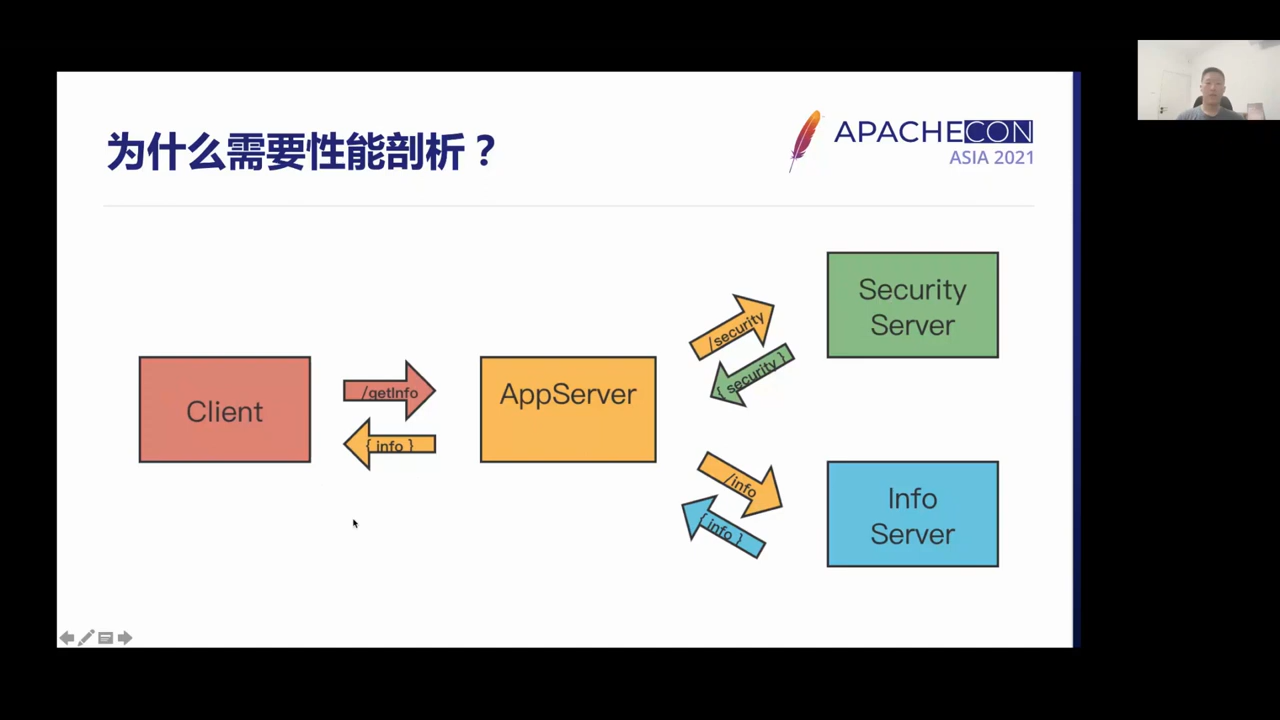 为什么需要性能剖析？
APACHECON
ASIA 2021
Client
/getInfo
{ info }
AppServer
/security
{ security }
Security
Server
/info
{ info }
Info
Server